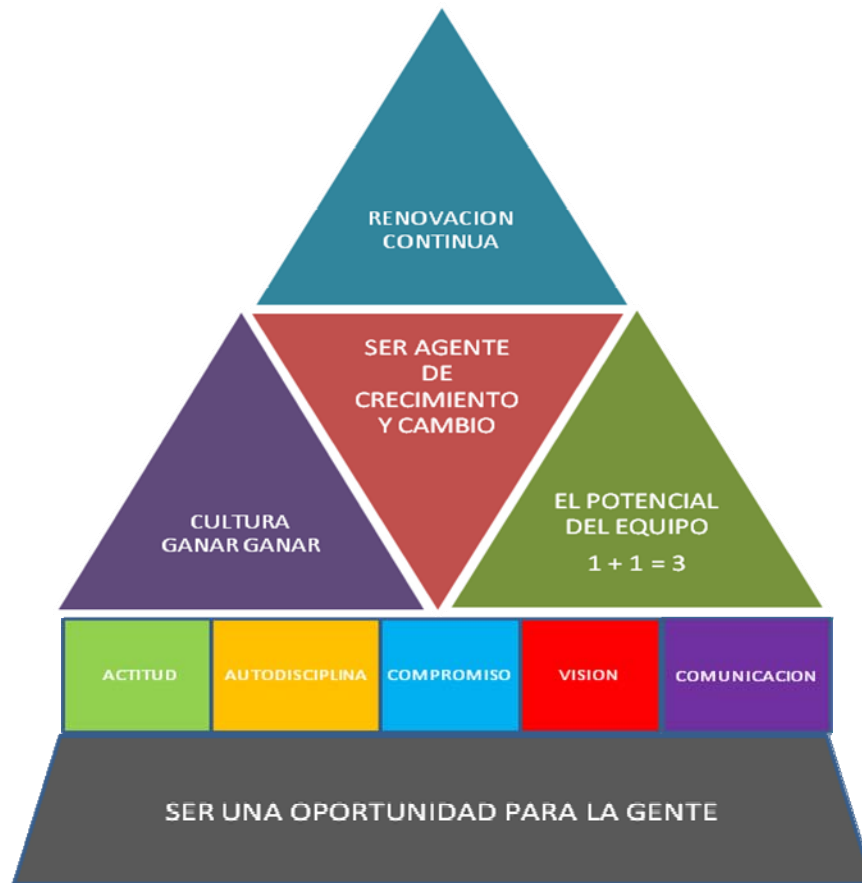 RENOVACION
CONTINUA
SER AGENTE
DE
CRECIMIENTO
Y CAMBIO
CULTURA
GANAR GANAR
EL POTENCIAL
DEL EQUIPO
1 + 1 = 3
ACTITUD
AUTODISCIPLINA
COMPROMISO
VISION
COMUNICACION
SER UNA OPORTUNIDAD PARA LA GENTE